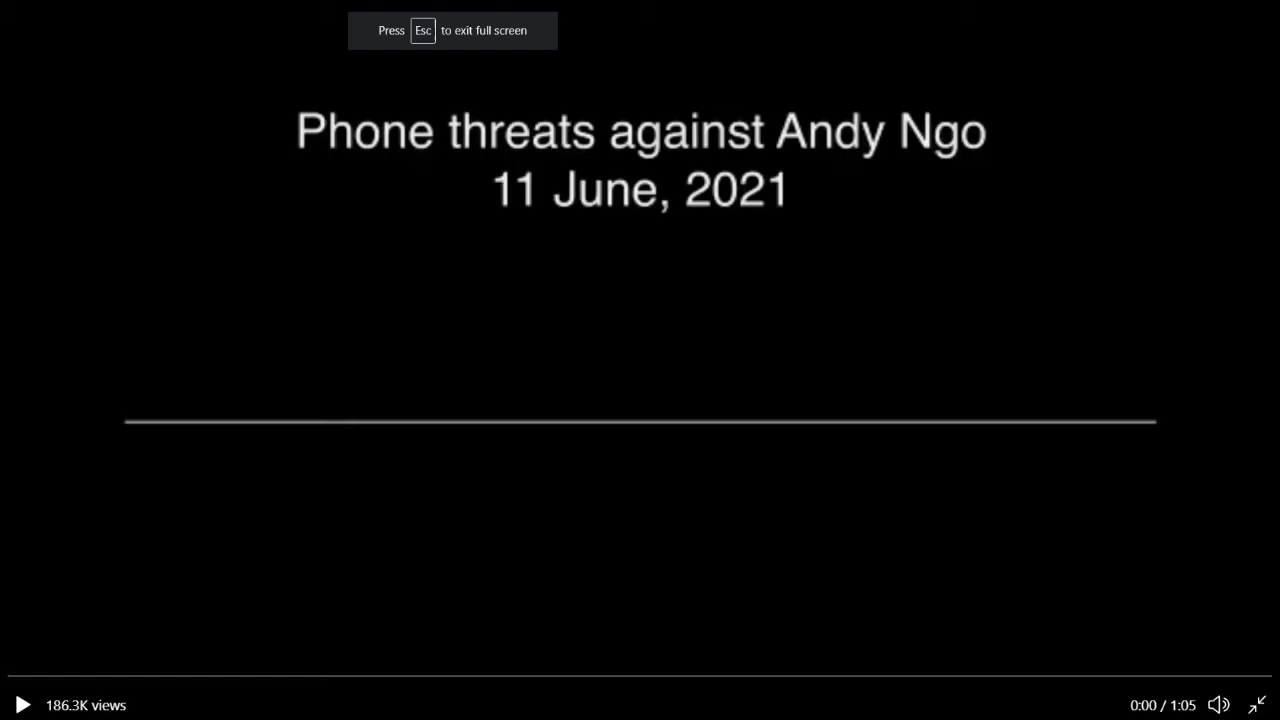 Press Esc to exit full screen
Phone threats against Andy Ngo
11 June, 2021
186.3K views
0:00 / 1:05